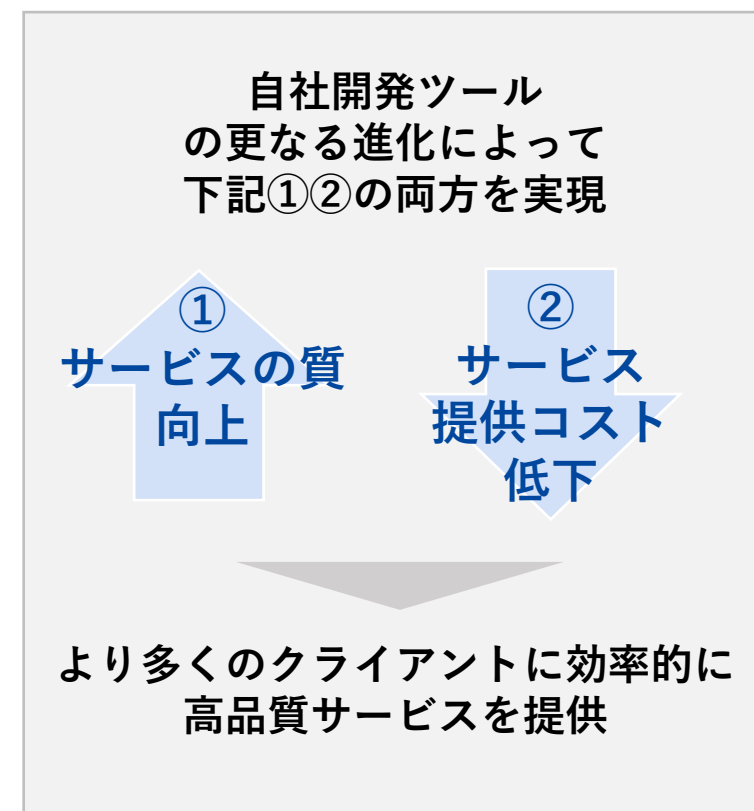 自社開発ツール
の更なる進化によって
下記①②の両方を実現
①
サービスの質
向上
②
サービス
提供コスト
低下
より多くのクライアントに効率的に
高品質サービスを提供